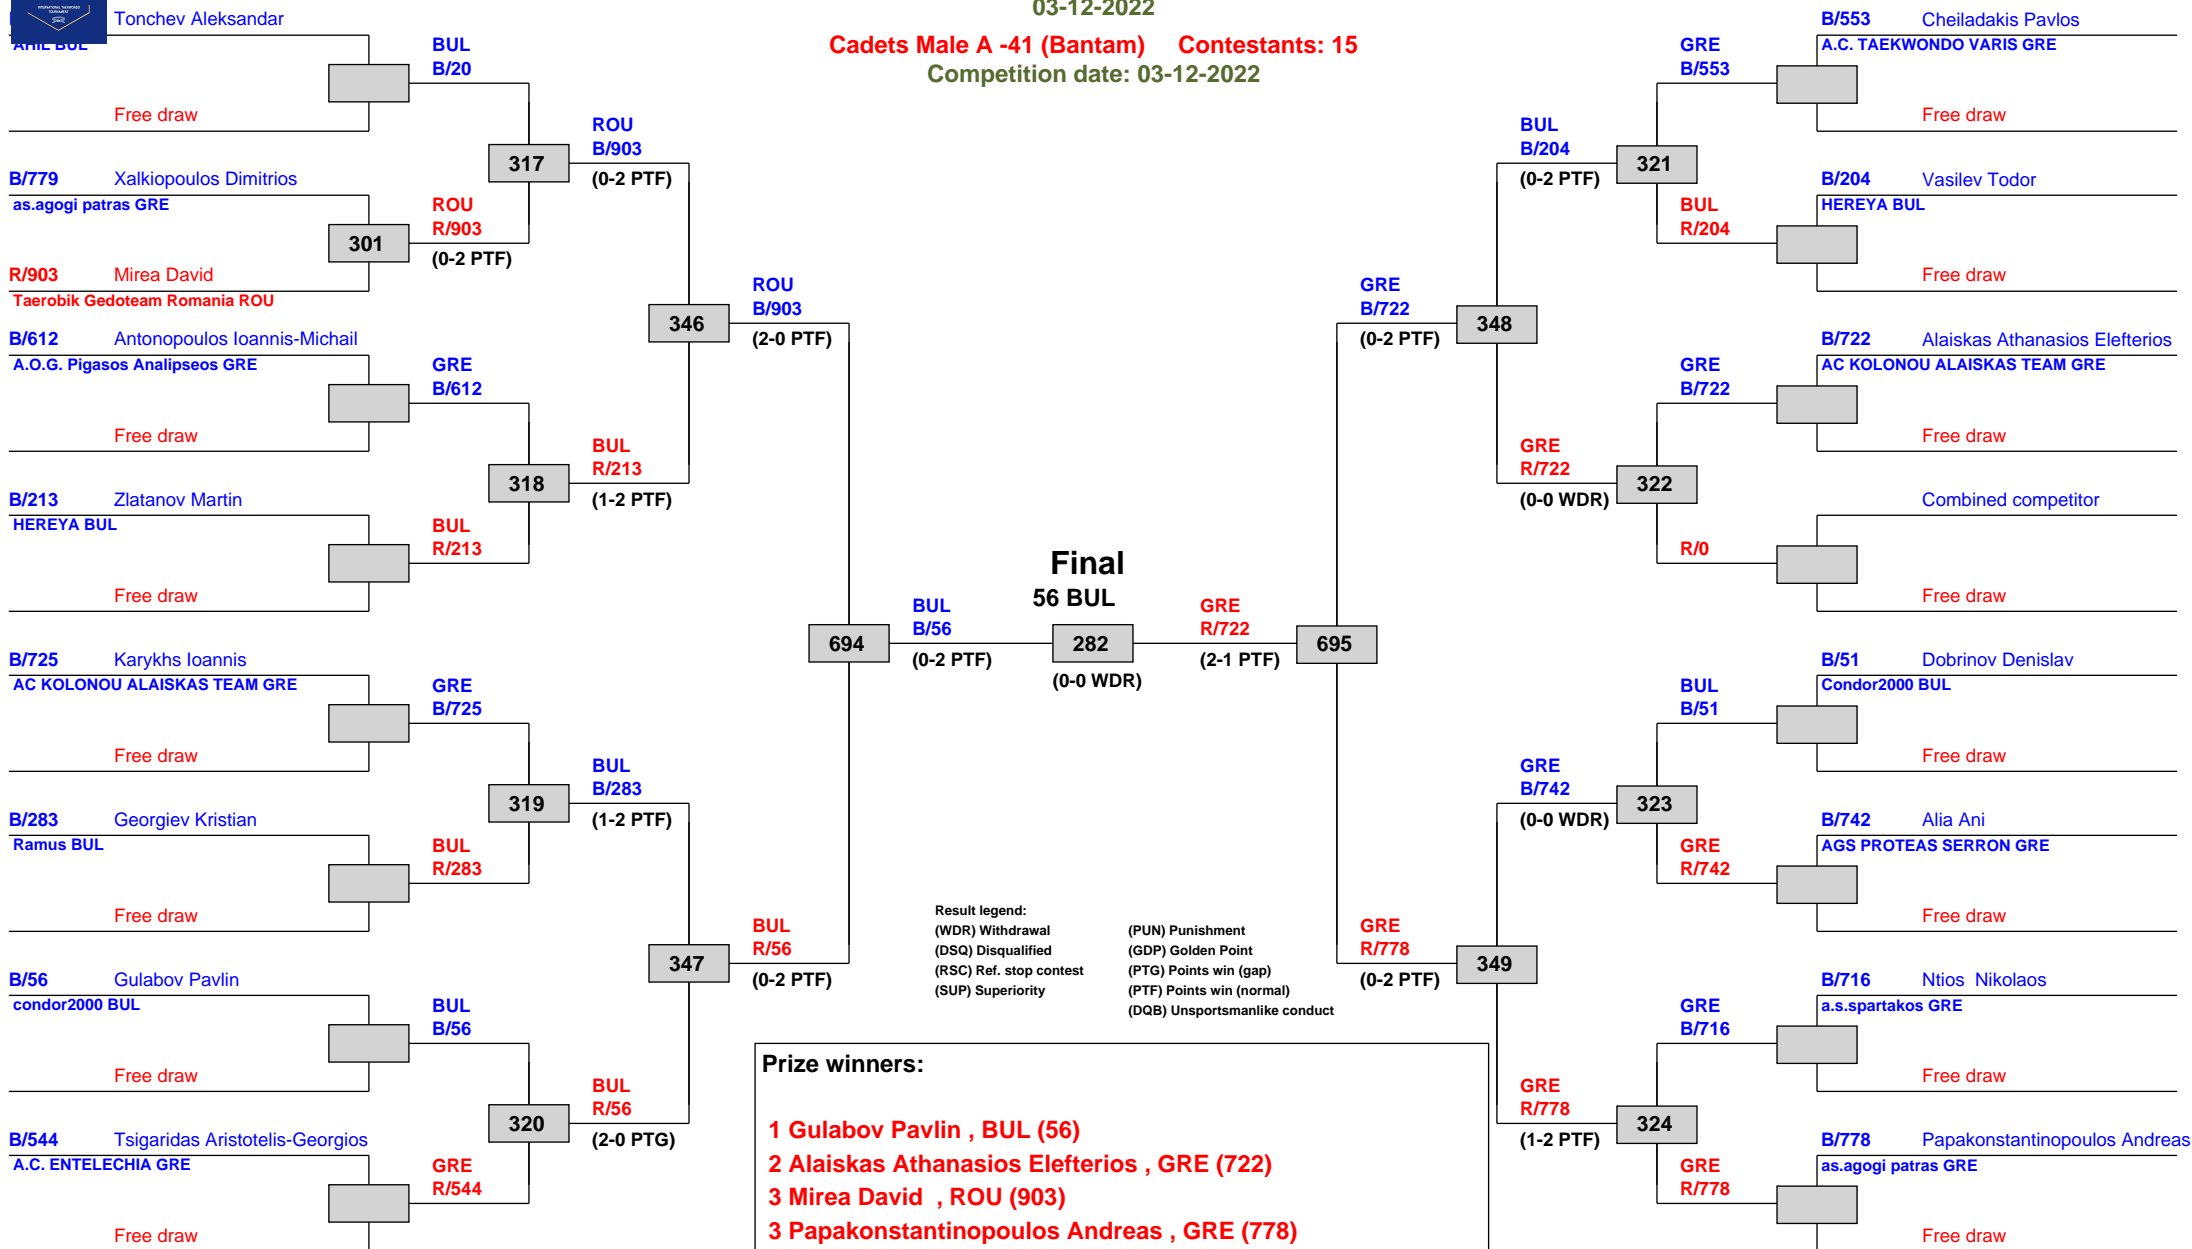 03-12-2022
Cadets Male A -41 (Bantam) Contestants: 15
Competition date: 03-12-2022
INTERNATIONAL TAEKWONDO
TOURNAMENT
Tonchev Aleksandar
AHIL BUL
Free draw
BUL
B/20
B/779 Xalkiopoulos Dimitrios
as.agogi patras GRE
301
R/903 Mirea David
Taerobik Gedoteam Romania ROU
ROU
R/903
(0-2 PTF)
317
ROU
B/903
(0-2 PTF)
B/612 Antonopoulos Ioannis-Michail
A.O.G. Pigasos Analipseos GRE
Free draw
GRE
B/612
B/213 Zlatanov Martin
HEREYA BUL
Free draw
BUL
R/213
318
BUL
R/213
(1-2 PTF)
346
ROU
B/903
(2-0 PTF)
B/725 Karykhs Ioannis
AC KOLONOU ALAISKAS TEAM GRE
Free draw
GRE
B/725
B/283 Georgiev Kristian
Ramus BUL
Free draw
BUL
R/283
319
BUL
B/283
(1-2 PTF)
B/56 Gulabov Pavlin
condor2000 BUL
Free draw
BUL
B/56
B/544 Tsigaridas Aristotelis-Georgios
A.C. ENTELECHIA GRE
Free draw
GRE
R/544
320
BUL
R/56
(2-0 PTG)
347
BUL
R/56
(0-2 PTF)
694
BUL
B/56
(0-2 PTF)
Final
56 BUL
282
(0-0 WDR)
GRE
R/722
(2-1 PTF)
695
B/553 Cheiladakis Pavlos
A.C. TAEKWONDO VARIS GRE
Free draw
GRE
B/553
B/204 Vasilev Todor
HEREYA BUL
Free draw
BUL
R/204
321
BUL
B/204
(0-2 PTF)
B/722 Alaiskas Athanasios Elefterios
AC KOLONOU ALAISKAS TEAM GRE
Free draw
GRE
B/722
Combined competitor
Free draw
R/0
322
GRE
R/722
(0-0 WDR)
348
GRE
B/722
(0-2 PTF)
B/51 Dobrinov Denislav
Condor2000 BUL
Free draw
BUL
B/51
B/742 Alia Ani
AGS PROTEAS SERRON GRE
Free draw
GRE
R/742
323
GRE
B/742
(0-0 WDR)
B/716 Ntios Nikolaos
a.s.spartakos GRE
Free draw
GRE
B/716
B/778 Papakonstantinopoulos Andreas
as.agogi patras GRE
Free draw
GRE
R/778
324
GRE
R/778
(1-2 PTF)
349
GRE
R/778
(0-2 PTF)
Result legend:
(WDR) Withdrawal
(DSQ) Disqualified
(RSC) Ref. stop contest
(SUP) Superiority
(PUN) Punishment
(GDP) Golden Point
(PTG) Points win (gap)
(PTF) Points win (normal)
(DQB) Unsportsmanlike conduct
Prize winners:
1 Gulabov Pavlin , BUL (56)
2 Alaiskas Athanasios Elefterios , GRE (722)
3 Mirea David , ROU (903)
3 Papakonstantinopoulos Andreas , GRE (778)